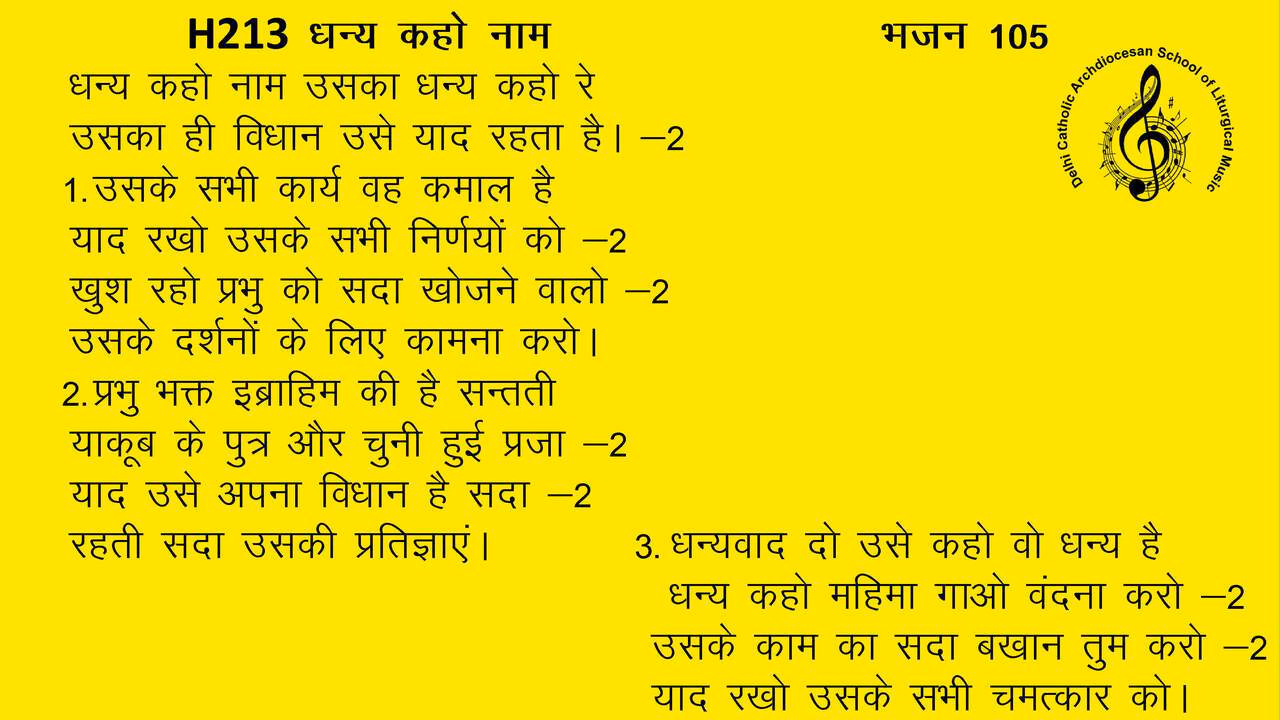 H213 धन्य कहो नाम
भजन 105
Delhi Catholic Archdiocesan School of Liturgical Music
धन्य कहो नाम उसका धन्य कहो रे
उसका ही विधान उसे याद रहता है। –2
1. उसके सभी कार्य वह कमाल है
याद रखो उसके सभी निर्णयों को –2
खुश रहो प्रभु को सदा खोजने वालो –2
उसके दर्शनों के लिए कामना करो।
2. प्रभु भक्त इब्राहिम की है सन्तती
याकूब के पुत्र और चुनी हुई प्रजा –2
याद उसे अपना विधान है सदा –2
रहती सदा उसकी प्रतिज्ञाएं।
3. धन्यवाद दो उसे कहो वो धन्य है
धन्य कहो महिमा गाओ वंदना करो –2
उसके काम का सदा बखान तुम करो –2
याद रखो उसके सभी चमत्कार को।